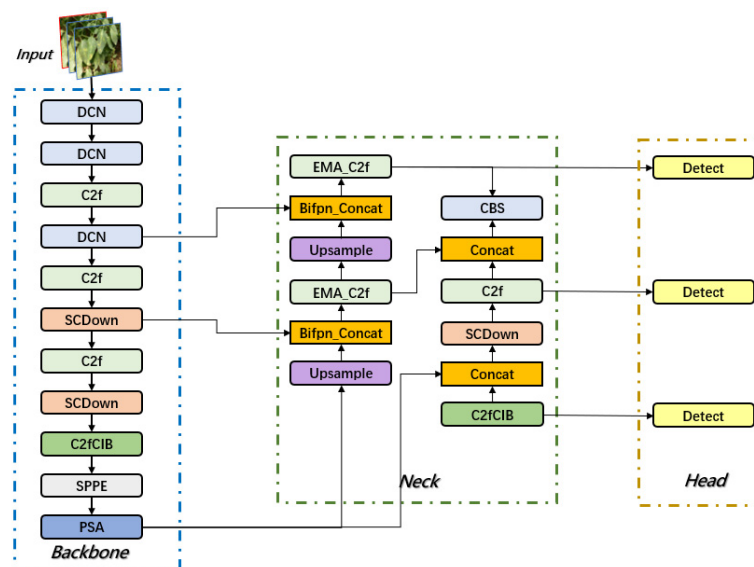 Input
DCN
DCN
C2f
DCN
C2f
SCDown
C2f
SCDown
C2fCIB
SPPE
PSA
Backbone
EMA_C2f
Bifpn_Concat
Upsample
EMA_C2f
Bifpn_Concat
Upsample
CBS
Concat
C2f
SCDown
Concat
C2fCIB
Neck
Detect
Detect
Detect
Head